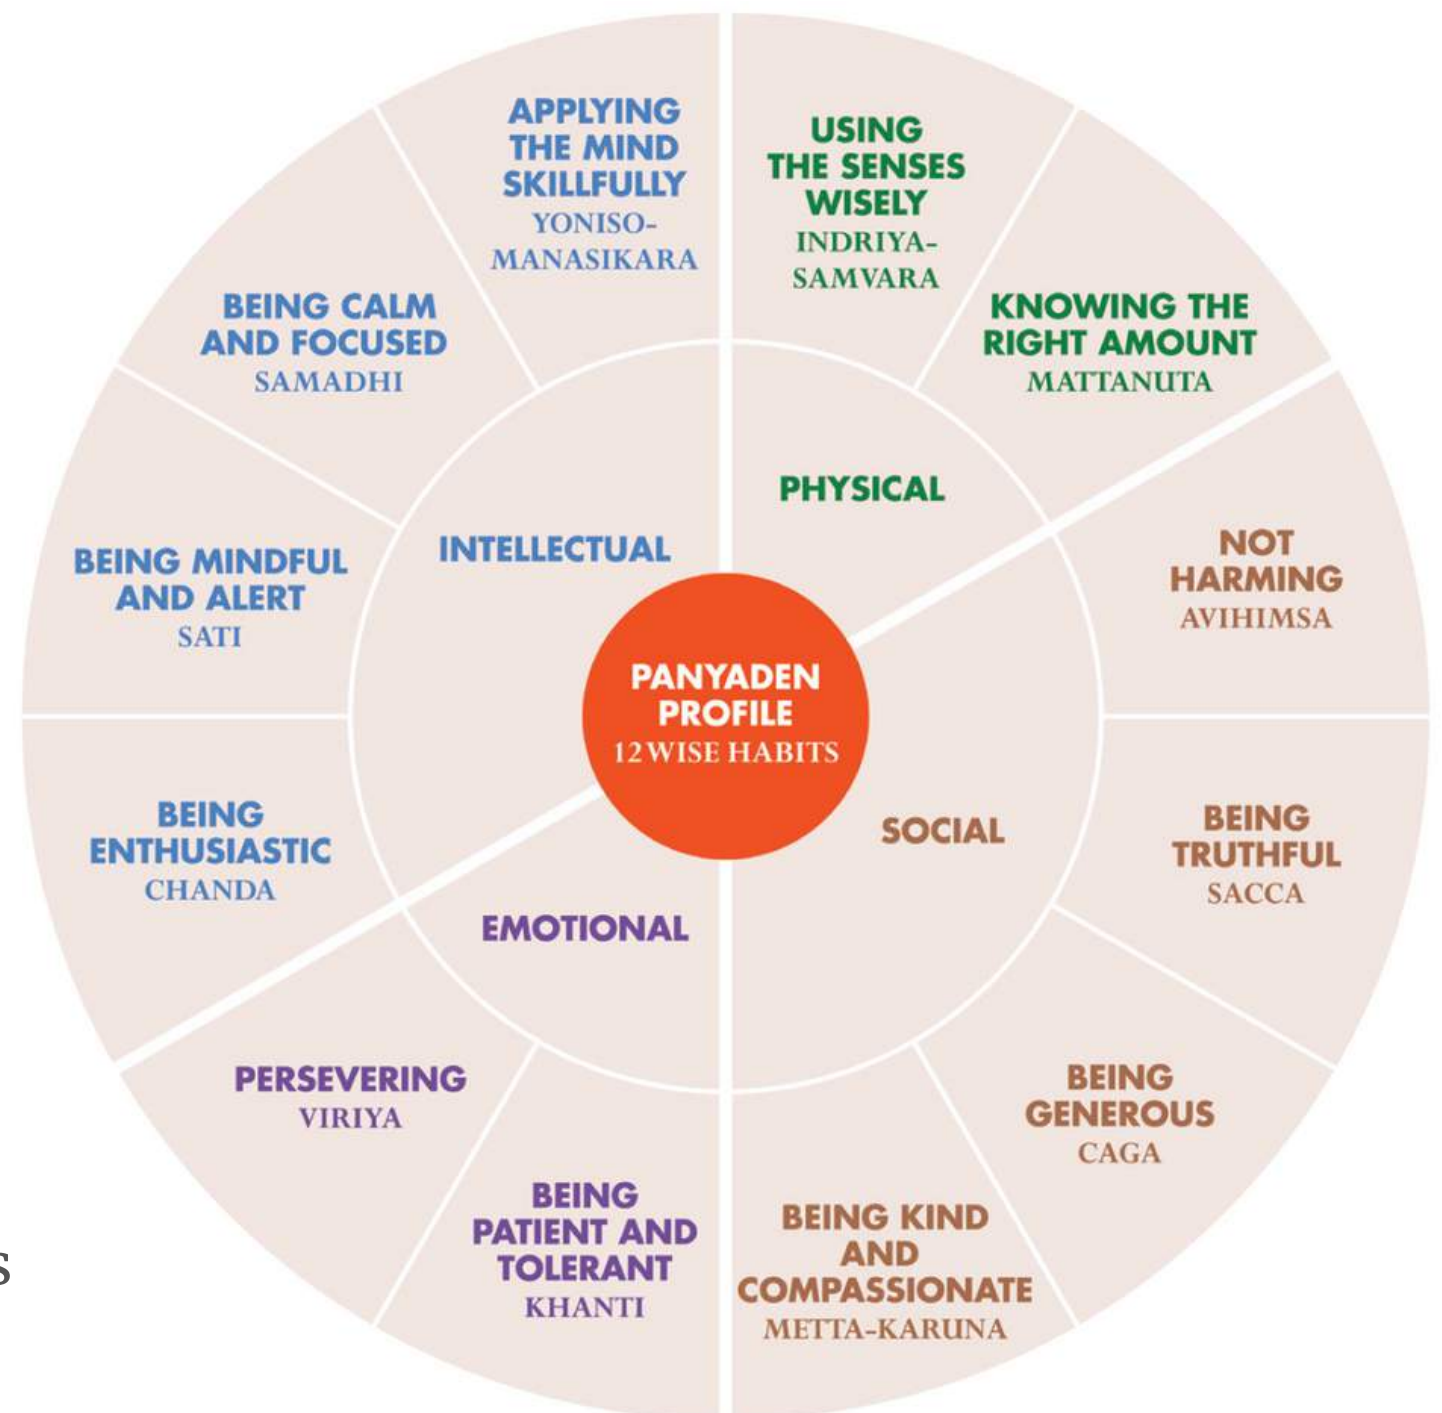 PANYADEN
PROFILE
12 WISE HABITS
PHYSICAL
USING
THE SENSES
WISELY
INDRIYA-
SAMVARA
KNOWING THE
RIGHT AMOUNT
MATTANUTA
SOCIAL
NOT
HARMING
AVIHIMSA
BEING
TRUTHFUL
SACCA
BEING
GENEROUS
CAGA
BEING KIND
AND
COMPASSIONATE
METTA-KARUNA
EMOTIONAL
BEING
PATIENT AND
TOLERANT
KHANTI
PERSEVERING
VIRIYA
INTELLECTUAL
BEING
ENTHUSIASTIC
CHANDA
BEING MINDFUL
AND ALERT
SATI
BEING CALM
AND FOCUSED
SAMADHI
APPLYING
THE MIND
SKILLFULLY
YONISO-
MANASIKARA
s